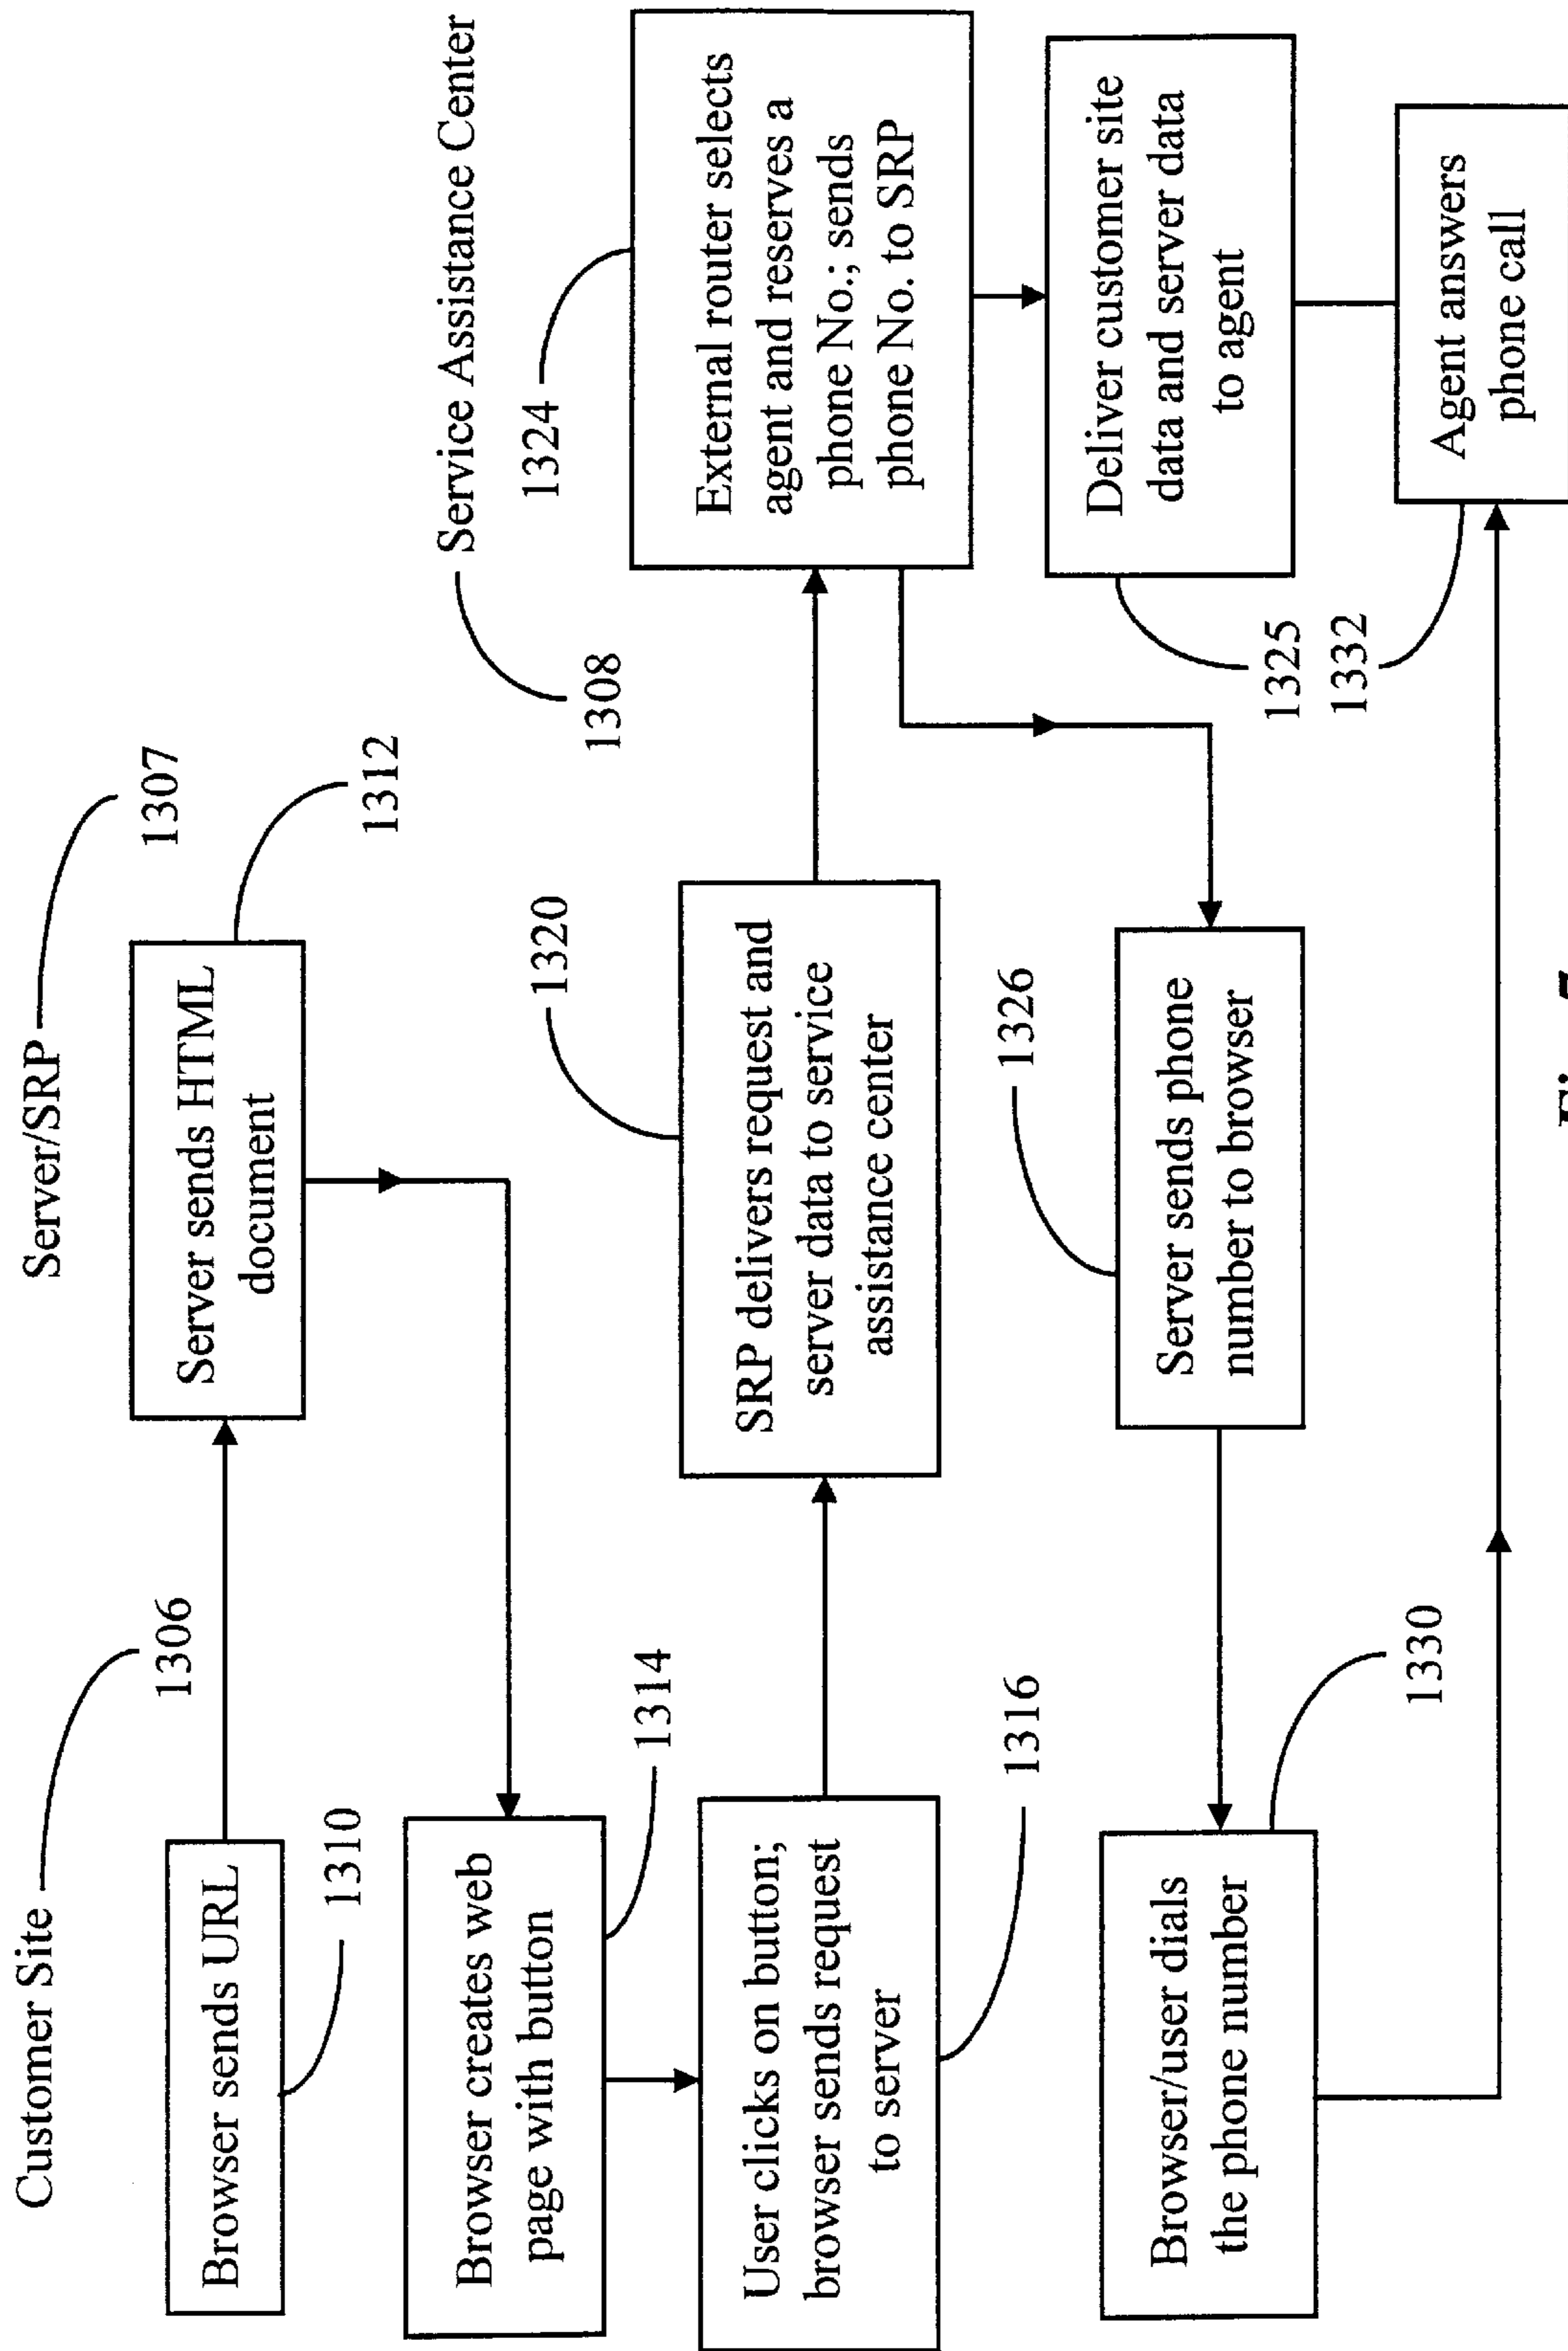 Customer Site
1306
Server/SRP
1307
Service Assistance Center
1308
Browser sends URL
1310
Server sends HTML
document
1312
Browser creates web
page with button
1314
User clicks on button;
browser sends request
to server
1316
SRP delivers request and
server data to service
assistance center
1320
External router selects
agent and reserves a
phone No.; sends
phone No. to SRP
1324
Deliver customer site
data and server data
to agent
1325
Server sends phone
number to browser
1326
Browser/user dials
the phone number
1330
Agent answers
phone call
1332